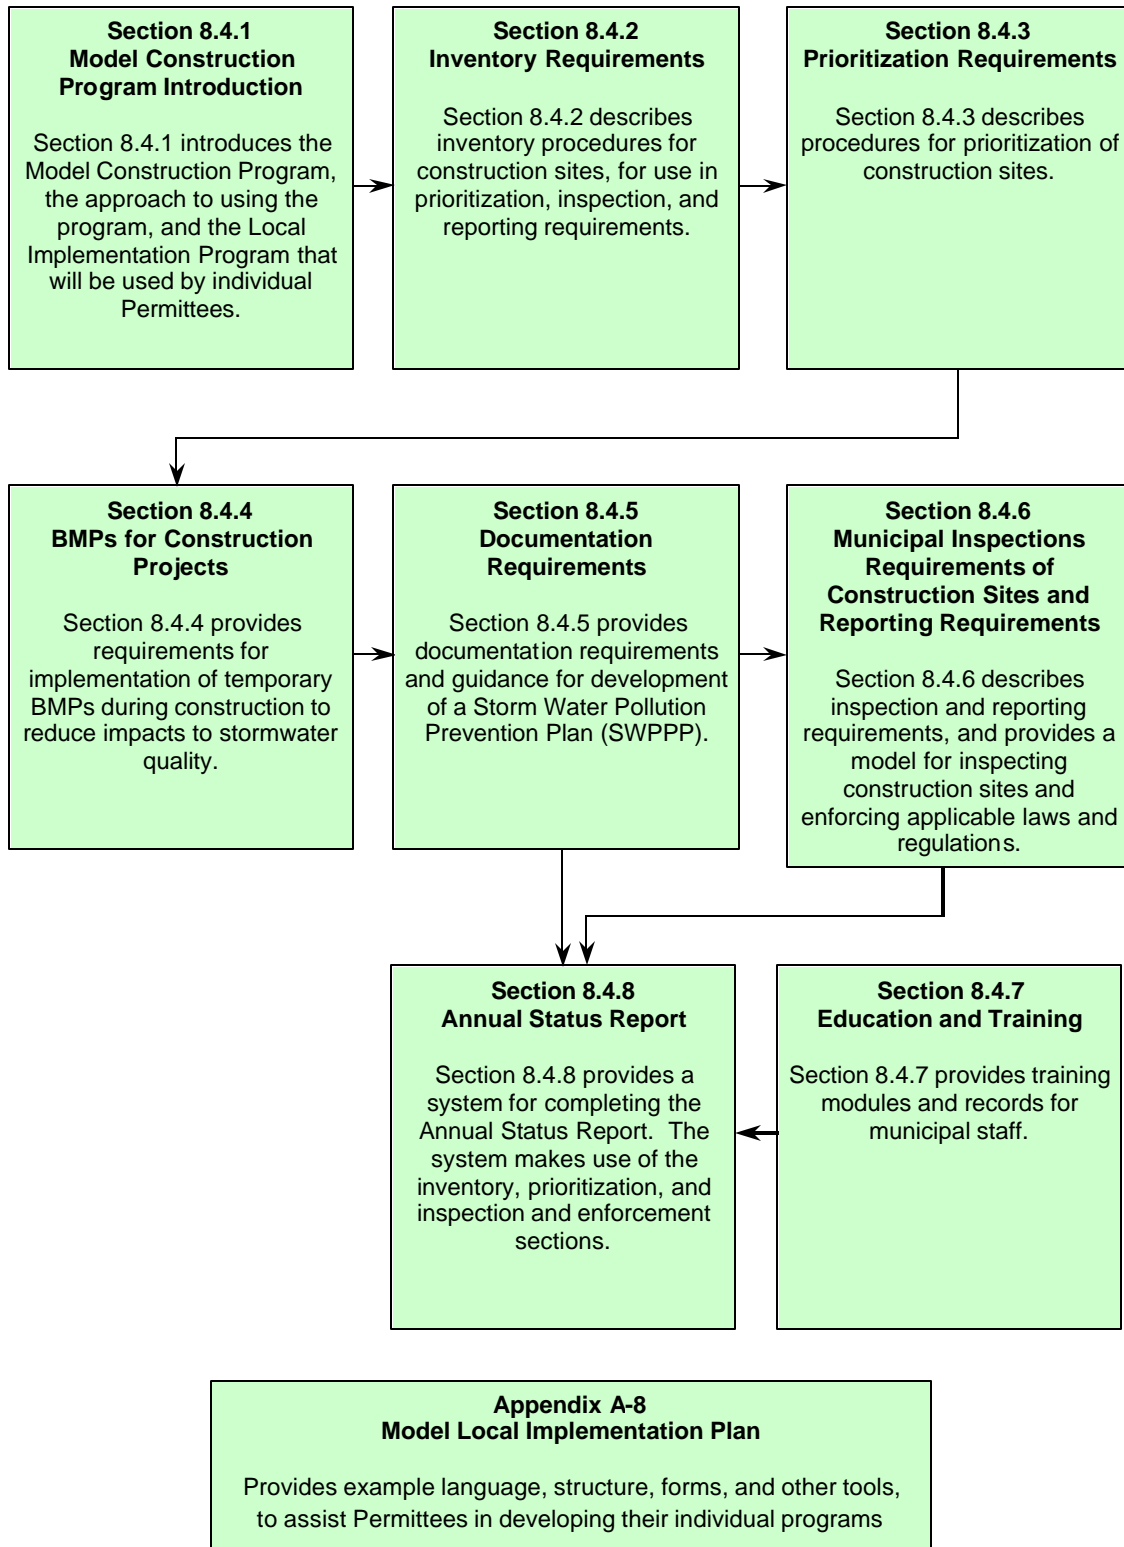 Section 8.4.1
Model Construction
Program Introduction
Section 8.4.1 introduces the
Model Construction Program,
the approach to using the
program, and the Local
Implementation Program that
will be used by individual
Permittees.
Section 8.4.2
Inventory Requirements
Section 8.4.2 describes
inventory procedures for
construction sites, for use in
prioritization, inspection, and
reporting requirements.
Section 8.4.3
Prioritization Requirements
Section 8.4.3 describes
procedures for prioritization of
construction sites.
Section 8.4.4
BMPs for Construction
Projects
Section 8.4.4 provides
requirements for
implementation of temporary
BMPs during construction to
reduce impacts to stormwater
quality.
Section 8.4.5
Documentation
Requirements
Section 8.4.5 provides
documentation requirements
and guidance for development
of a Storm Water Pollution
Prevention Plan (SWPPP).
Section 8.4.6
Municipal Inspections
Requirements of
Construction Sites and
Reporting Requirements
Section 8.4.6 describes
inspection and reporting
requirements, and provides a
model for inspecting
construction sites and
enforcing applicable laws and
regulations.
Section 8.4.8
Annual Status Report
Section 8.4.8 provides a
system for completing the
Annual Status Report.  The
system makes use of the
inventory, prioritization, and
inspection and enforcement
sections.
Section 8.4.7
Education and Training
Section 8.4.7 provides training
modules and records for
municipal staff.
Appendix A-8
Model Local Implementation Plan
Provides example language, structure, forms, and other tools,
to assist Permittees in developing their individual programs